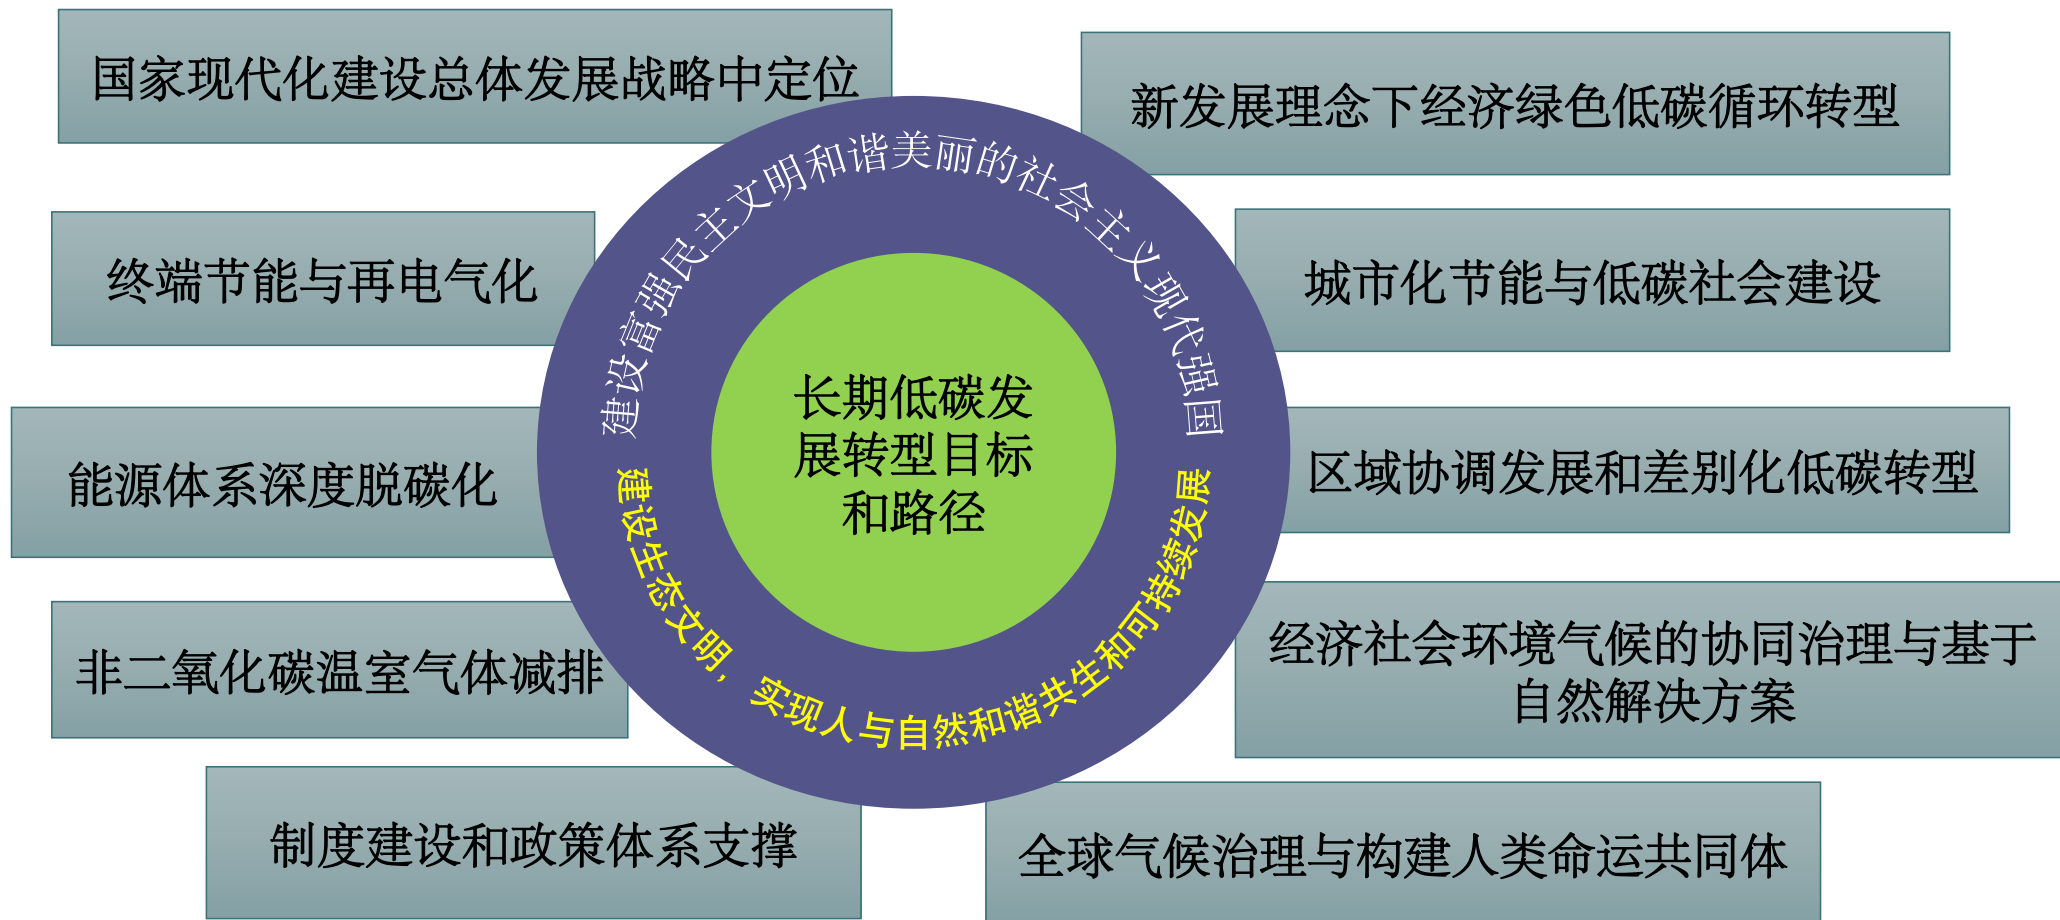 国家现代化建设总体发展战略中定位
新发展理念下经济绿色低碳循环转型
建设富强民主文明和谐美丽的社会主义现代强国
终端节能与再电气化
城市化节能与低碳社会建设
长期低碳发
展转型目标
和路径
能源体系深度脱碳化
区域协调发展和差别化低碳转型
建设生态文明，实现人与自然和谐共生和可持续发展
非二氧化碳温室气体减排
经济社会环境气候的协同治理与基于
自然解决方案
制度建设和政策体系支撑
全球气候治理与构建人类命运共同体